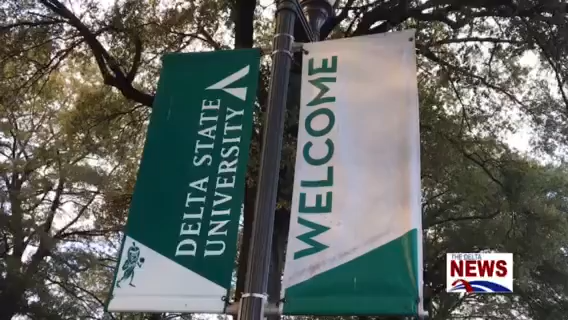 DELTA STATE
UNIVERSITY
WELCOME
THE DELTA
NEWS